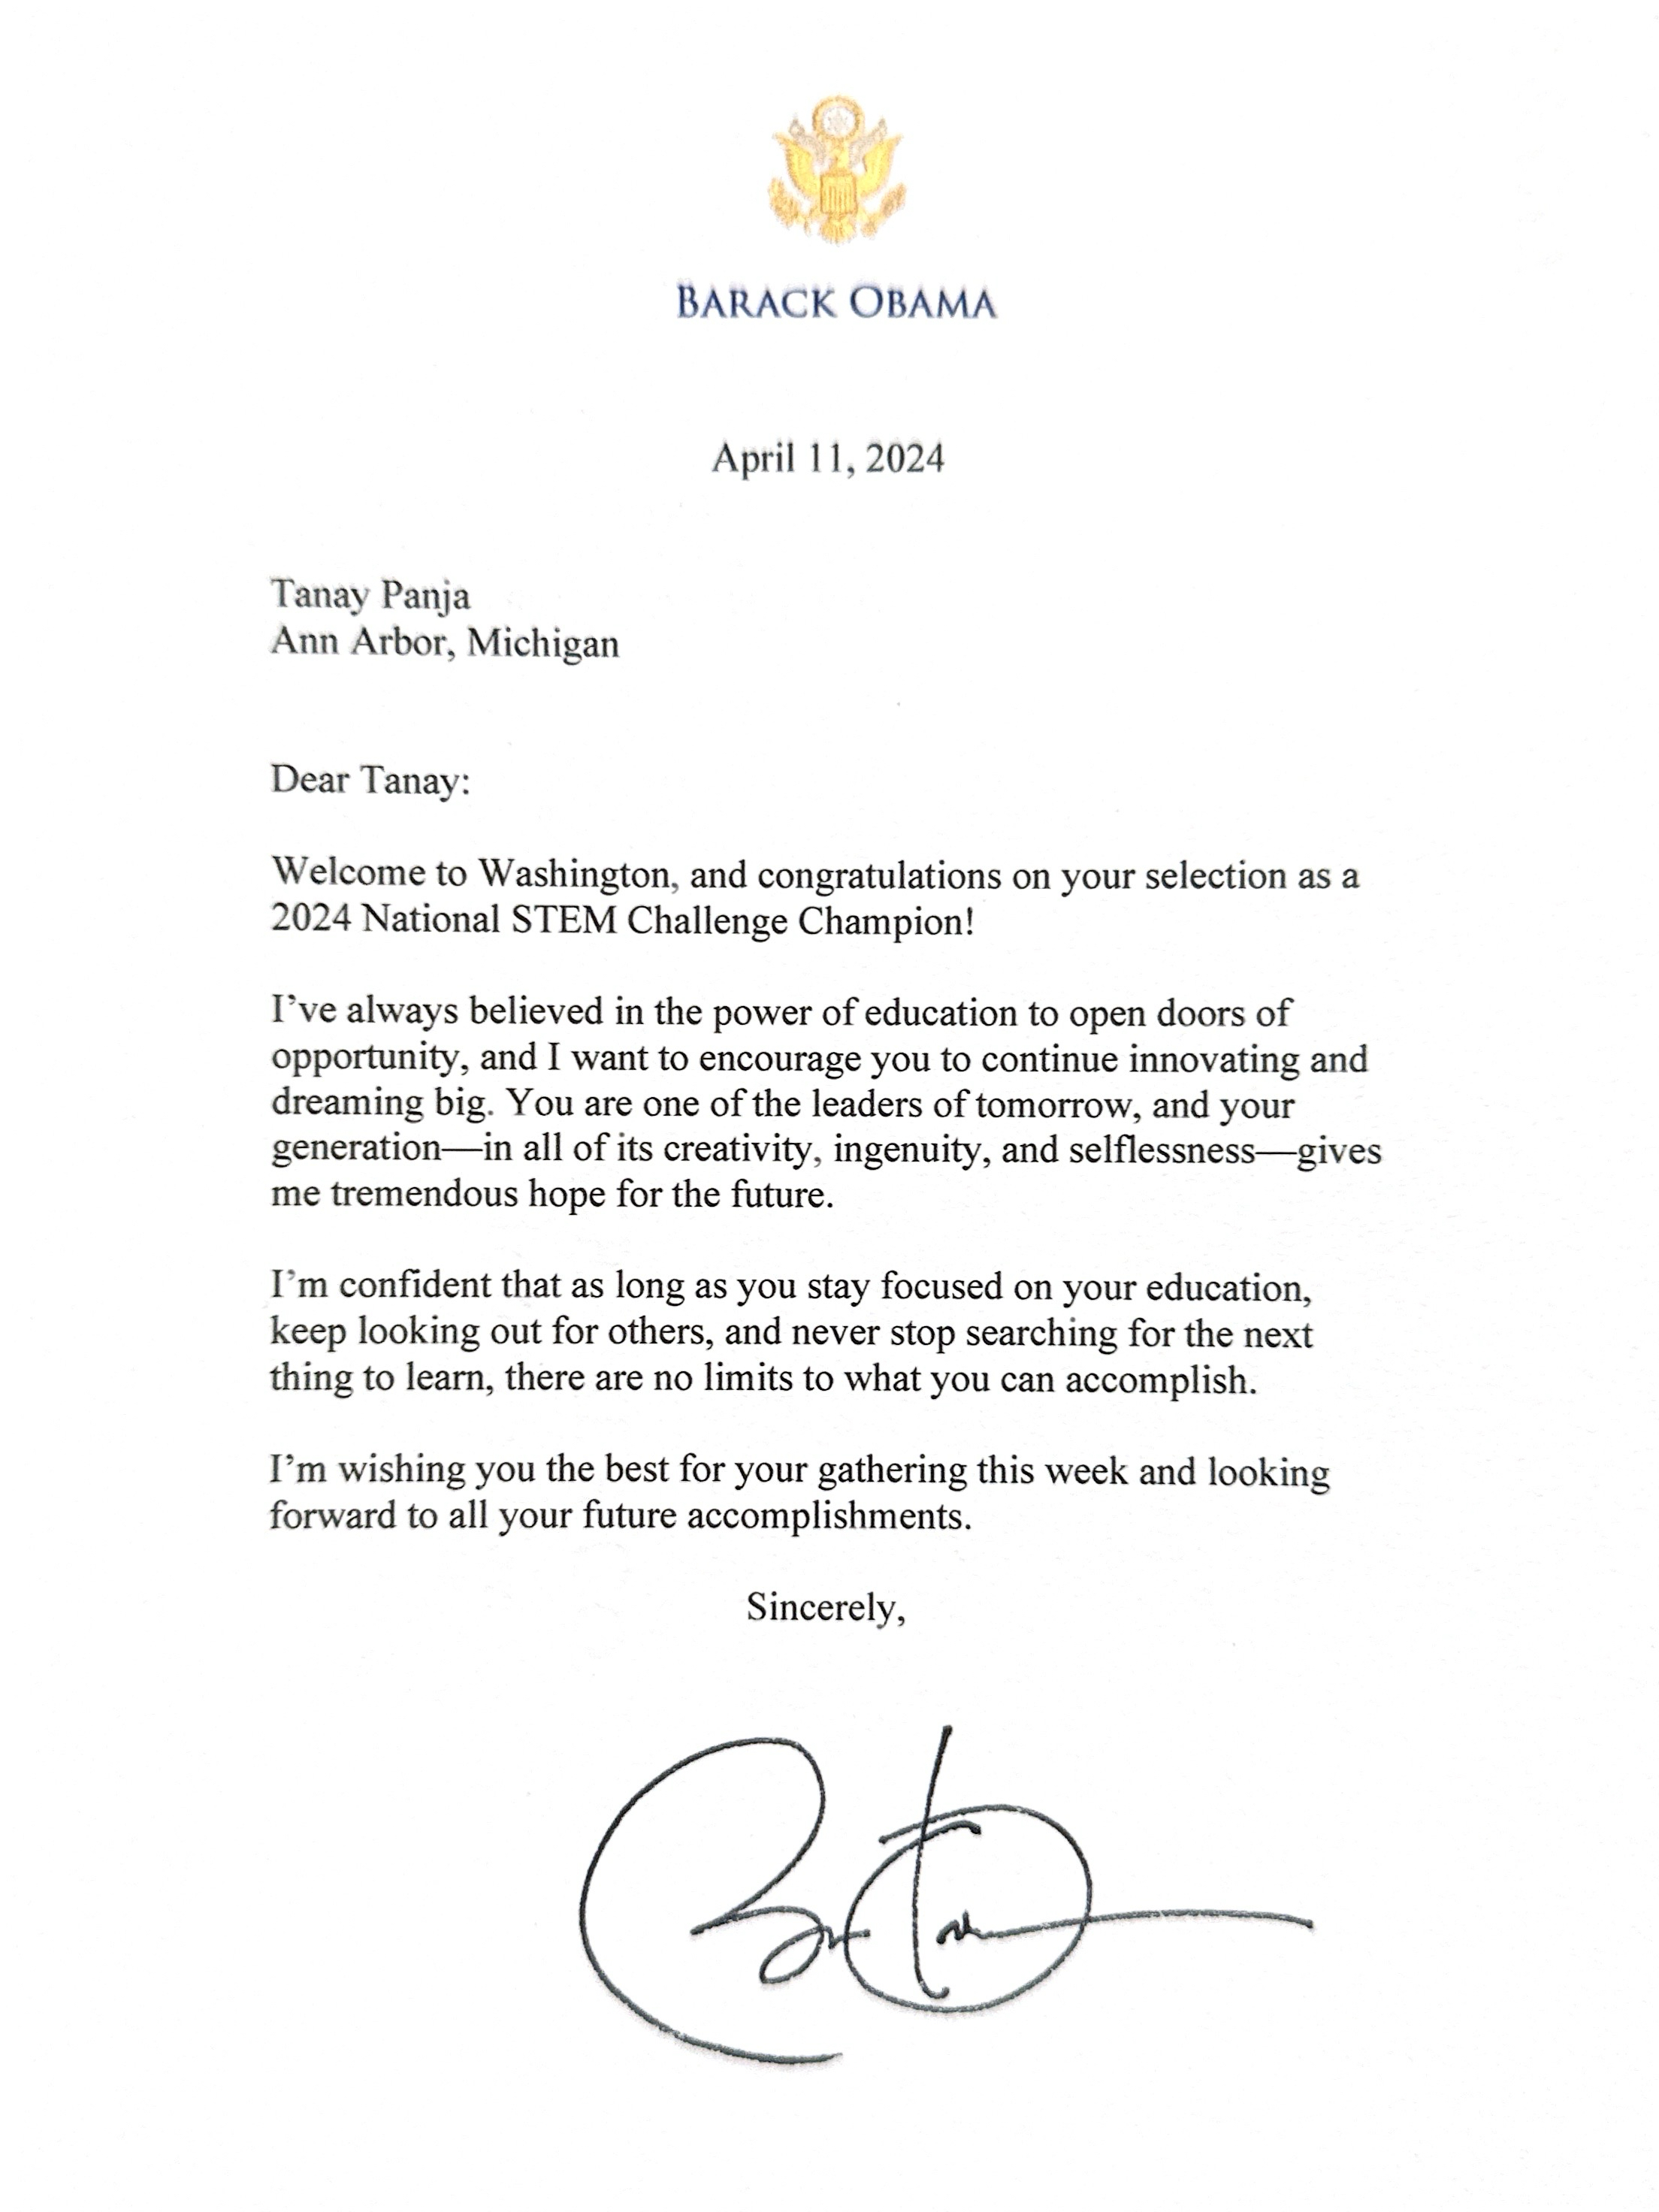 BARACK OBAMA
April 11, 2024
Tanay Panja
Ann Arbor, Michigan
Dear Tanay:
Welcome to Washington, and congratulations on your selection as a
2024 National STEM Challenge Champion!
I’ve always believed in the power of education to open doors of
opportunity, and I want to encourage you to continue innovating and
dreaming big. You are one of the leaders of tomorrow, and your
generation—in all of its creativity, ingenuity, and selflessness—gives
me tremendous hope for the future.
I’m confident that as long as you stay focused on your education,
keep looking out for others, and never stop searching for the next
thing to learn, there are no limits to what you can accomplish.
I’m wishing you the best for your gathering this week and looking
forward to all your future accomplishments.
Sincerely,